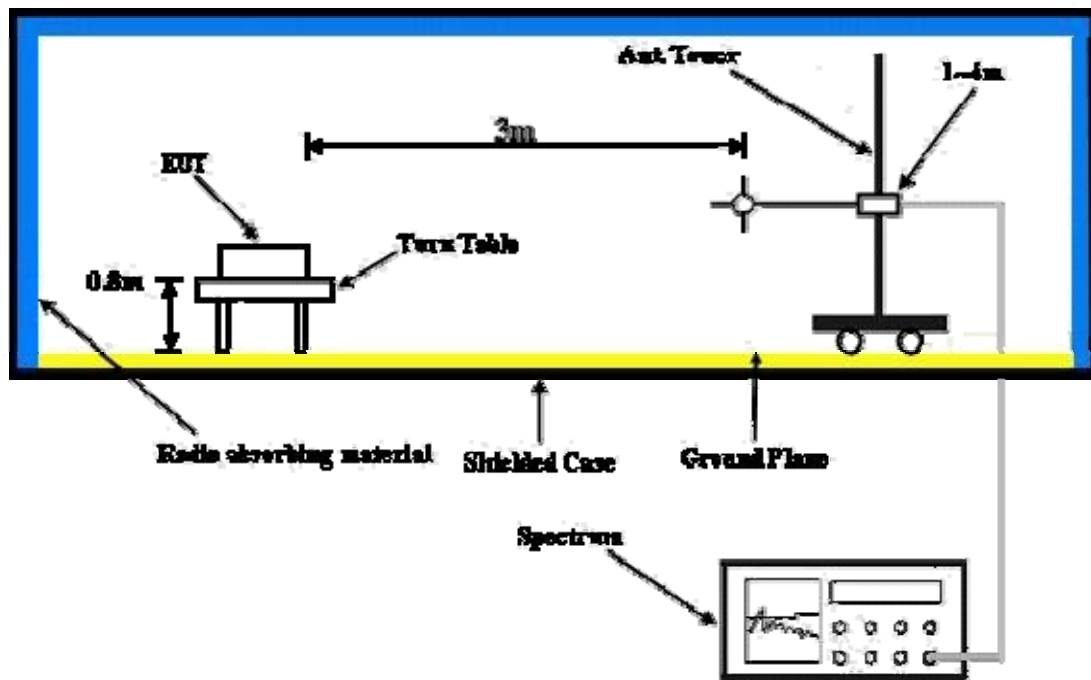 Ant. Tower
1~4m
3m
EUT
Turn Table
0.8m
Radio absorbing material
Shielded Case
Ground Plane
Spectrum